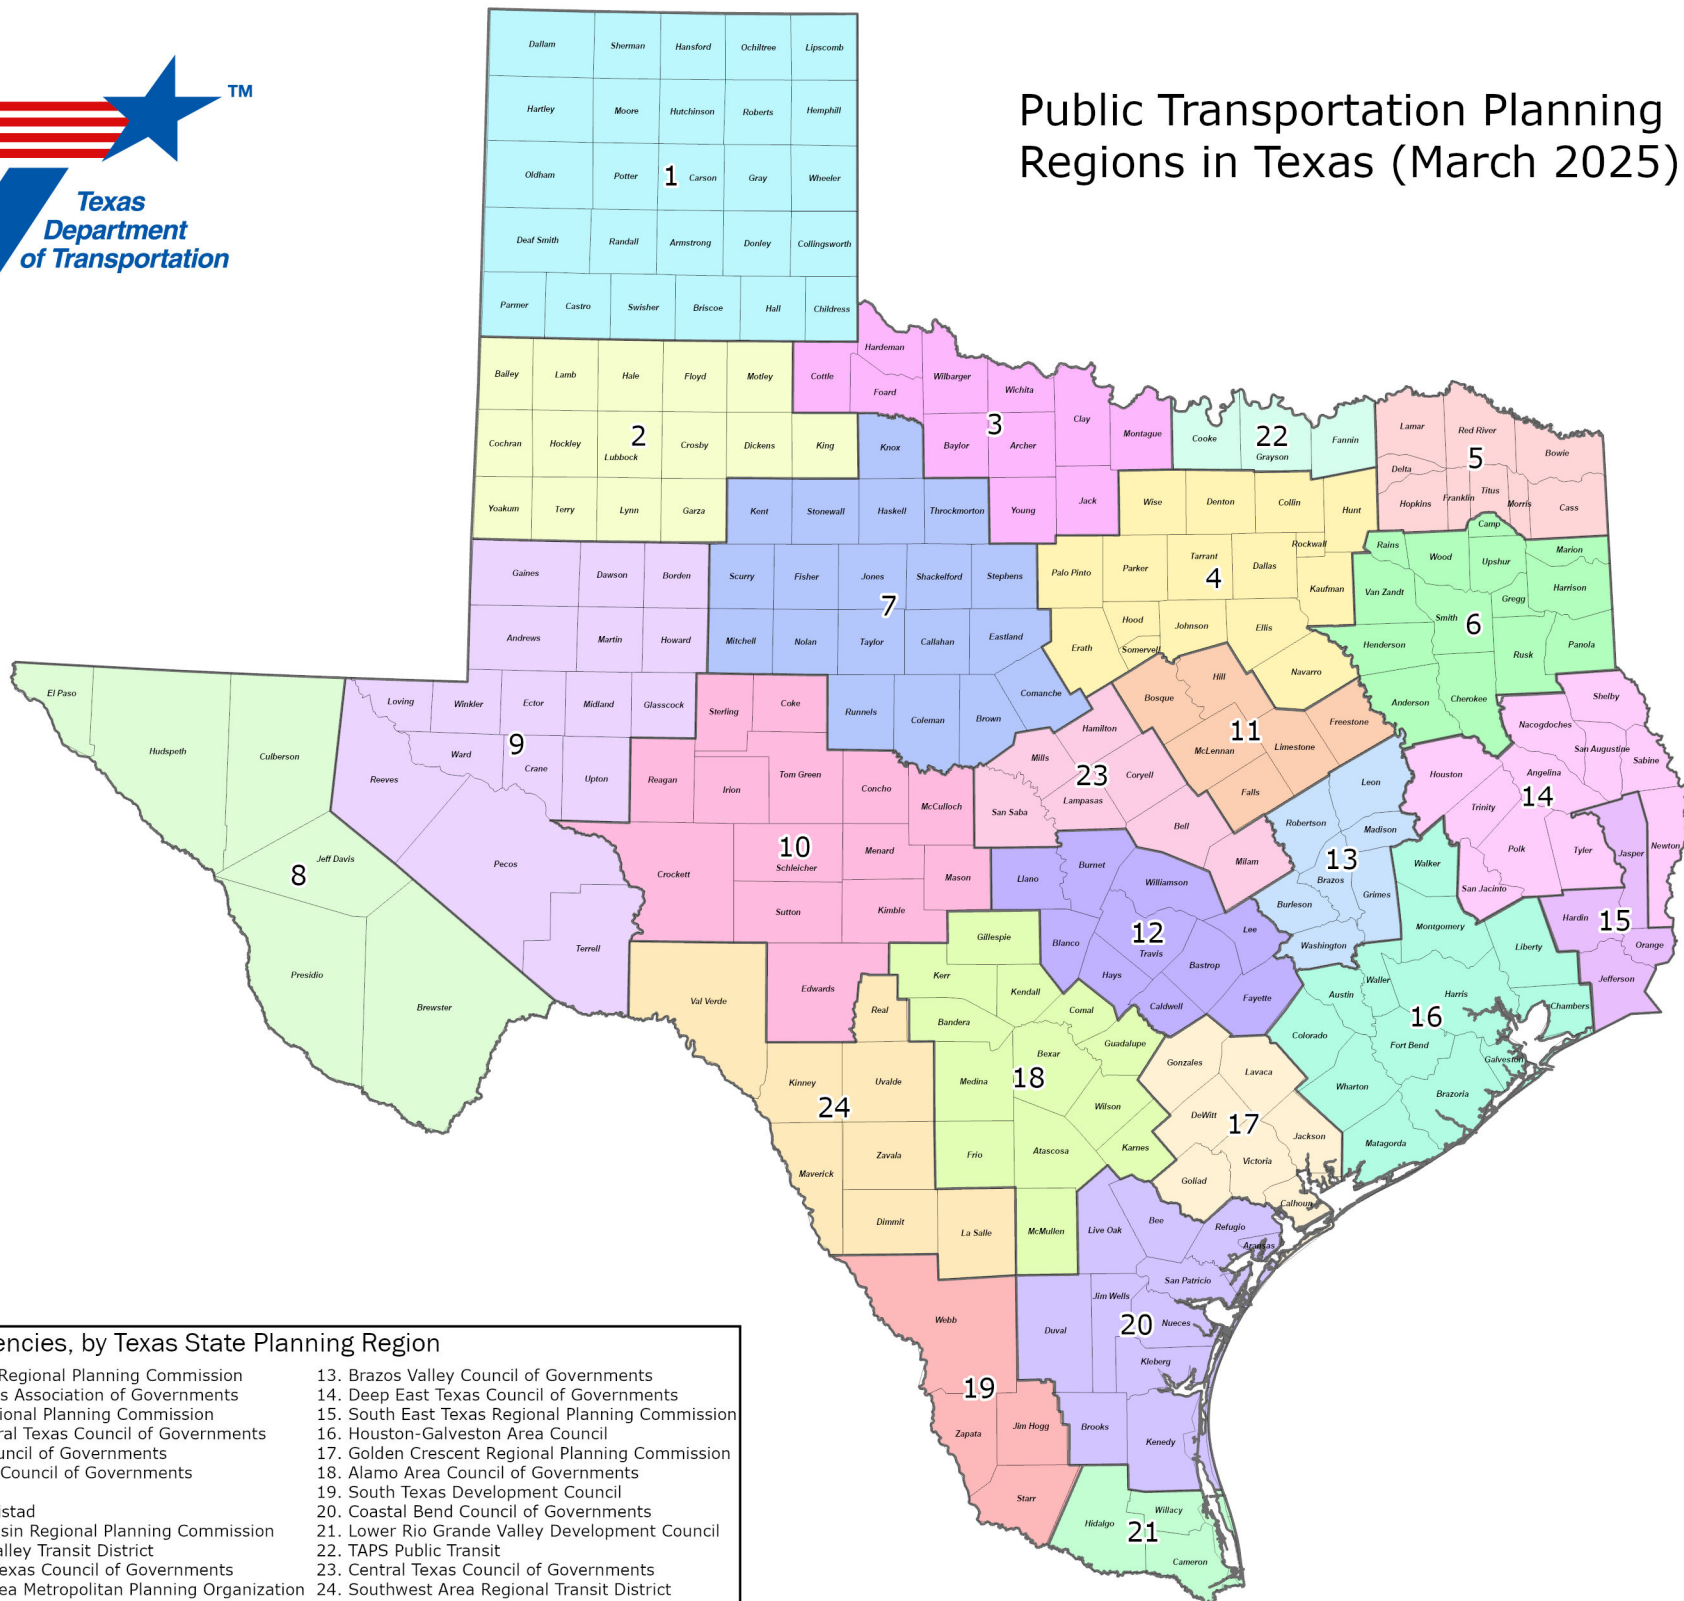 TM
Texas
Department
of Transportation
Public Transportation Planning
Regions in Texas (March 2025)
Dallam Sherman Hansford Ochiltree Lipscomb
Hartley Moore Hutchinson Roberts Hemphill
Oldham Potter 1 Carson Gray Wheeler
Deaf Smith Randall Armstrong Donley Collingsworth
Parmer Castro Swisher Briscoe Hall Childress
Bailey Lamb Hale Floyd Motley
Cochran Hockley 2 Lubbock Crosby Dickens King
Yoakum Terry Lynn Garza
Hardeman
Cottle Foard Wilbarger Wichita Clay Montague
3
Baylor Archer
Young Jack
Cooke 22 Grayson Fannin
Lamar Red River Bowie
5
Delta Hopkins Franklin Titus Morris Cass
Knox
Kent Stonewall Haskell Throckmorton
Scurry Fisher Jones Shackelford Stephens
7
Mitchell Nolan Taylor Callahan Eastland
Runnels Coleman Brown Comanche
Wise Denton Collin Hunt
Palo Pinto Parker Tarrant Dallas Rockwall Kaufman
4
Erath Hood Somervell Johnson Ellis Navarro
Camp
Rains Wood Upshur Marion
Van Zandt Smith Gregg Harrison
6
Henderson Rusk Panola
Anderson Cherokee
Gaines Dawson Borden
Andrews Martin Howard
Loving Winkler Ector Midland Glasscock
9
Reeves Ward Crane Upton
Pecos
Terrell
El Paso Hudspeth Culberson
8
Jeff Davis
Presidio Brewster
Sterling Coke
Reagan Irion Tom Green Concho McCulloch
10
Crockett Schleicher Menard Mason
Sutton Kimble
Edwards
Bosque Hill
11
McLennan Limestone Freestone
Falls
Hamilton
Mills 23 Coryell
San Saba Lampasas Bell Milam
Leon
Robertson Madison
13
Brazos Grimes
Burleson Washington
Shelby
Nacogdoches San Augustine Sabine
Houston Angelina
14
Trinity Polk Tyler Newton
San Jacinto
Jasper
Hardin 15 Orange
Jefferson
Llano Burnet Williamson
12
Blanco Travis Lee
Hays Bastrop
Caldwell Fayette
Walker
Montgomery Liberty
Waller Harris Chambers
Austin 16
Colorado Fort Bend Galveston
Wharton Brazoria
Matagorda
Gillespie
Kerr Kendall
Bandera Comal
Bexar Guadalupe
Medina 18 Wilson
Frio Atascosa Karnes
McMullen
Gonzales Lavaca
DeWitt 17 Jackson
Goliad Victoria
Calhoun
Val Verde Real
Kinney Uvalde
24
Maverick Zavala
Dimmit La Salle
Live Oak Bee Refugio
Aransas
San Patricio
Jim Wells
Duval 20 Nueces
Kleberg
Brooks Kenedy
Webb
19
Zapata Jim Hogg
Starr
Hidalgo Willacy
21
Cameron
encies, by Texas State Planning Region
Regional Planning Commission
s Association of Governments
ional Planning Commission
ral Texas Council of Governments
uncil of Governments
Council of Governments
istad
sin Regional Planning Commission
alley Transit District
exas Council of Governments
ea Metropolitan Planning Organization
13. Brazos Valley Council of Governments
14. Deep East Texas Council of Governments
15. South East Texas Regional Planning Commission
16. Houston-Galveston Area Council
17. Golden Crescent Regional Planning Commission
18. Alamo Area Council of Governments
19. South Texas Development Council
20. Coastal Bend Council of Governments
21. Lower Rio Grande Valley Development Council
22. TAPS Public Transit
23. Central Texas Council of Governments
24. Southwest Area Regional Transit District